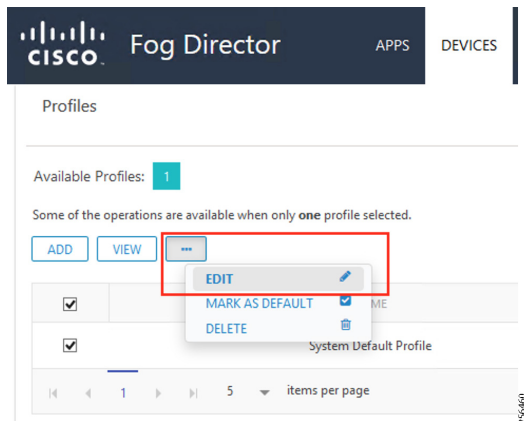 CISCO Fog Director APPS DEVICES
Profiles
Available Profiles: 1
Some of the operations are available when only one profile selected.
ADD VIEW ...
EDIT
MARK AS DEFAULT ME
DELETE
System Default Profile
1 5 items per page